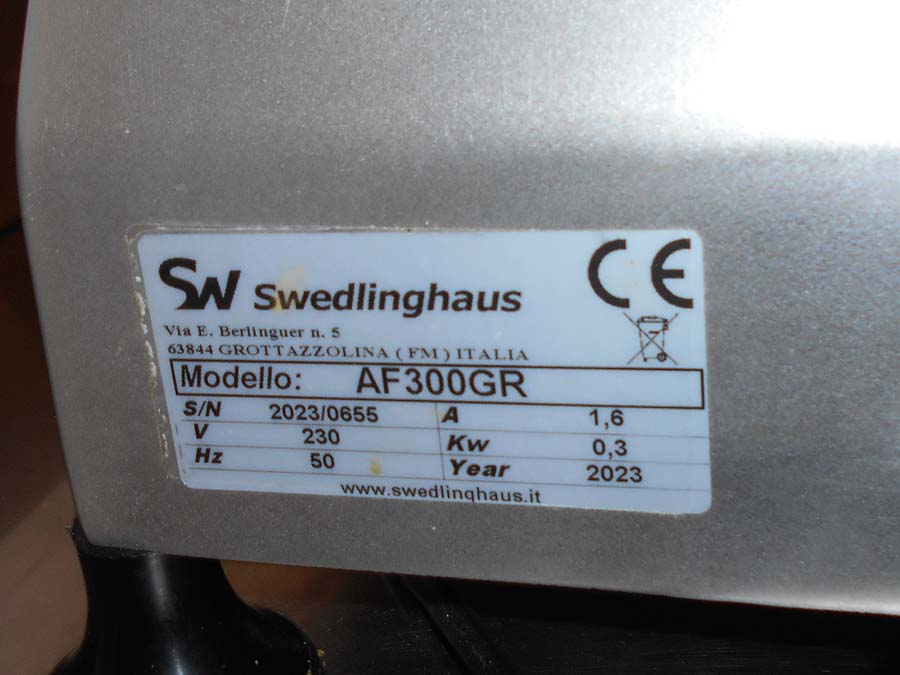 SW Swedlinghaus CE
Via E. Berlinguer n. 5
63844 GROTTAZZOLINA ( FM ) ITALIA
Modello: AF300GR
S/N 2023/0655 A 1,6
V 230 Kw 0,3
Hz 50 Year 2023
www.swedlinghaus.it